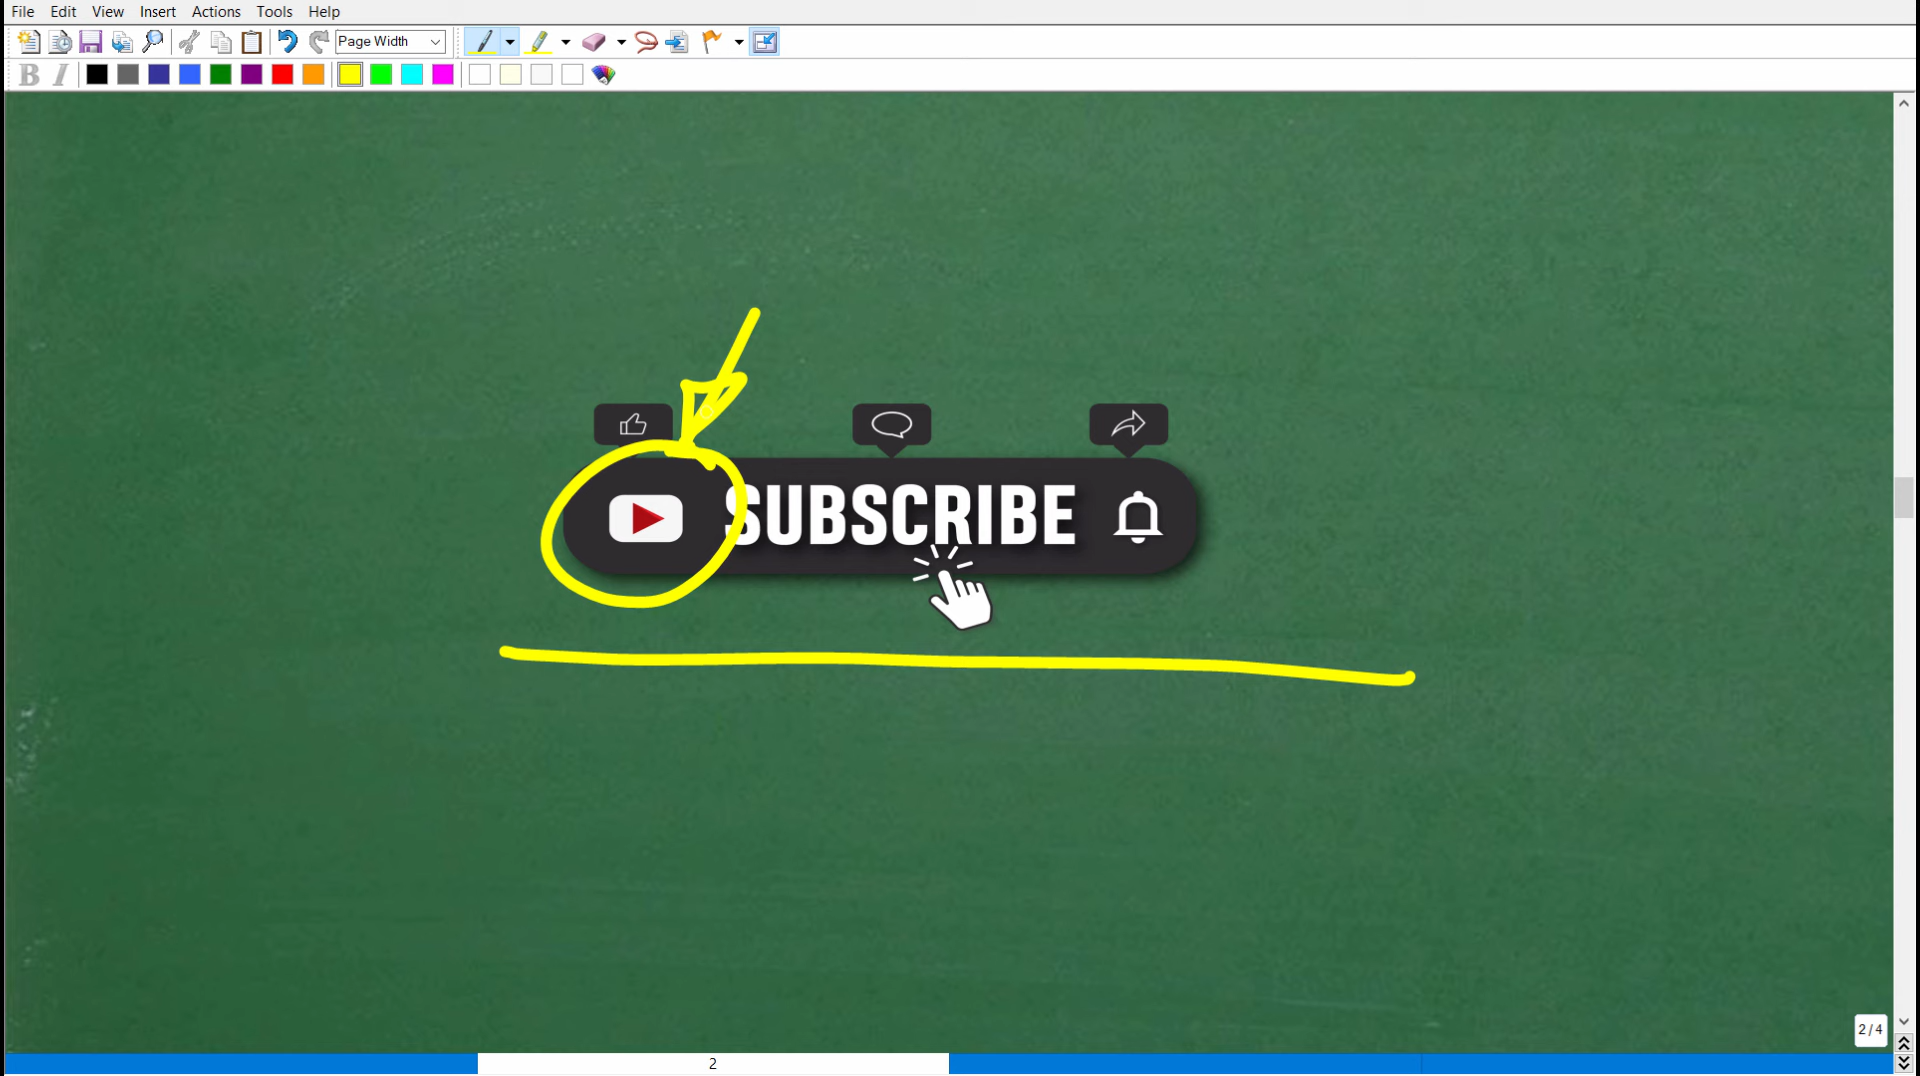 File Edit View Insert Actions Tools Help
Page Width
B I
SUBSCRIBE
2 / 4
2